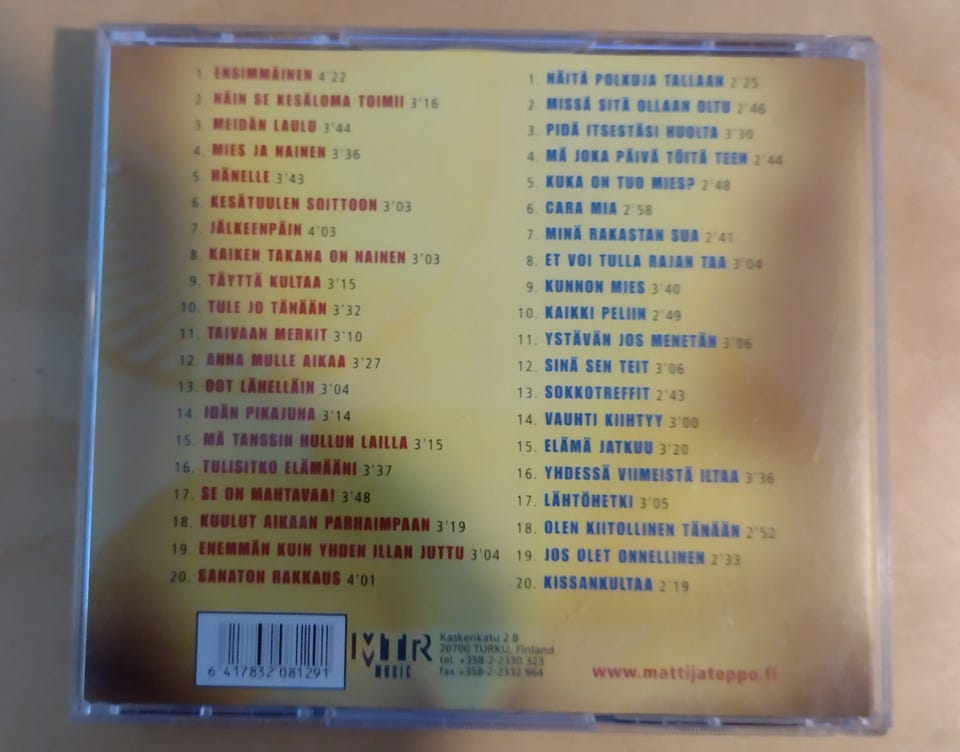 1. ENSIMMÄINEN 4'22
2. NÄIN SE KESÄLOMA TOIMII 3'16
3. MEIDÄN LAULU 3'44
4. MIES JA NAINEN 3'36
5. HÄNELLE 3'43
6. KESÄTUULEN SOITTOON 3'03
7. JÄLKEENPÄIN 4'03
8. KAIKEN TAKANA ON NAINEN 3'03
9. TÄYTTÄ KULTAA 3'15
10. TULE JO TÄNÄÄN 3'32
11. TAIVAAN MERKIT 3'10
12. ANNA MULLE AIKAA 3'27
13. OOT LÄHELLÄIN 3'04
14. IDÄN PIKAJUNA 3'14
15. MÄ TANSSIN HULLUN LAILLA 3'15
16. TULISITKO ELÄMÄÄNI 3'37
17. SE ON MAHTAVAA! 3'48
18. KUULUT AIKAAN PARHAIMPAAN 3'19
19. ENEMMÄN KUIN YHDEN ILLAN JUTTU 3'04
20. SANATON RAKKAUS 4'01
1. NÄITÄ POLKUJA TALLAAN 2'25
2. MISSÄ SITÄ OLLAAN OLTU 2'46
3. PIDÄ ITSESTÄSI HUOLTA 3'30
4. MÄ JOKA PÄIVÄ TÖITÄ TEEN 2'44
5. KUKA ON TUO MIES? 2'48
6. CARA MIA 2'58
7. MINÄ RAKASTAN SUA 2'41
8. ET VOI TULLA RAJAN TAA 3'04
9. KUNNON MIES 3'40
10. KAIKKI PELIIN 2'49
11. YSTÄVÄN JOS MENETÄN 3'06
12. SINÄ SEN TEIT 3'06
13. SOKKOTREFFIT 2'43
14. VAUHTI KIIHTYY 3'00
15. ELÄMÄ JATKUU 3'20
16. YHDESSÄ VIIMEISTÄ ILTAA 3'36
17. LÄHTÖHETKI 3'05
18. OLEN KIITOLLINEN TÄNÄÄN 2'52
19. JOS OLET ONNELLINEN 2'33
20. KISSANKULTAA 2'19
6 417832 081291
MTR
MUSIC
Kaskenkatu 2 B
20700 TURKU, Finland
tel. +358-2-2330 323
fax +358-2-2332 964
www.mattijateppo.fi